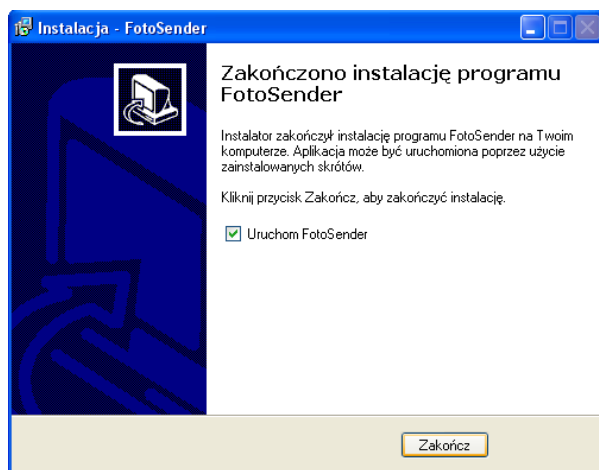 Instalacja - FotoSender
Zakończono instalację programu
FotoSender
Instalator zakończył instalację programu FotoSender na Twoim
komputerze. Aplikacja może być uruchomiona poprzez użycie
zainstalowanych skrótów.
Kliknij przycisk Zakończ, aby zakończyć instalację.
Uruchom FotoSender
Zakończ